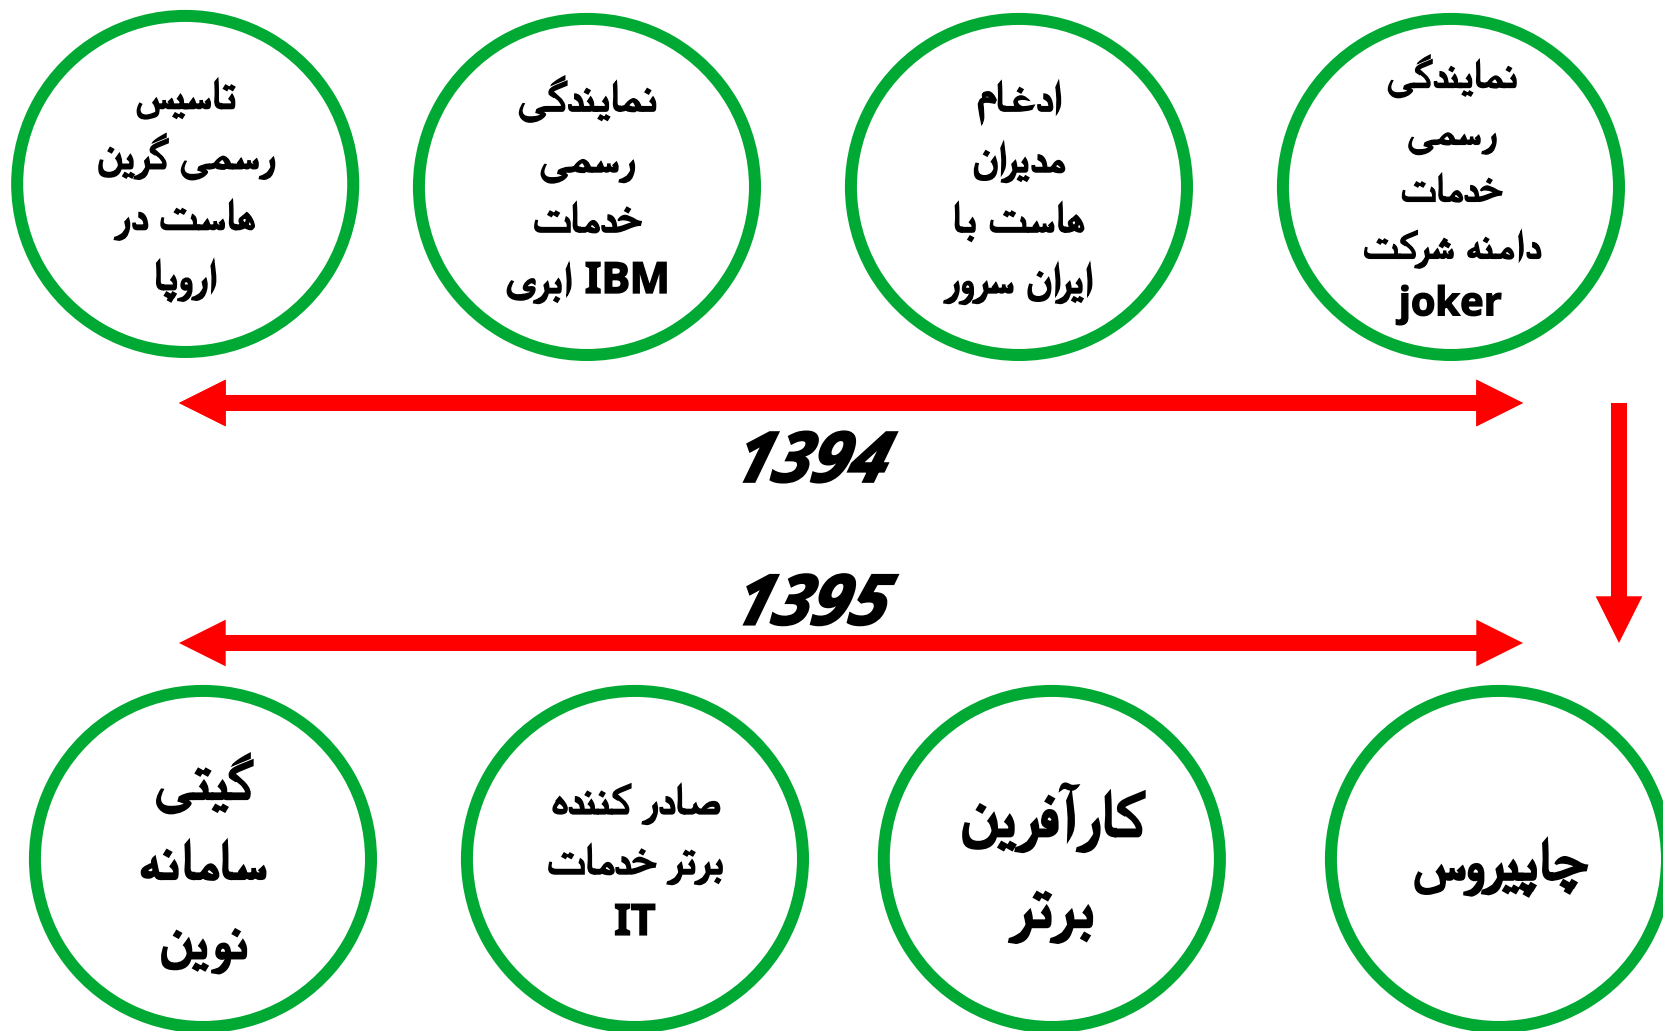 نمایندگی
رسمی
خدمات
دامنه شرکت
joker
ادغام
مدیران
هاست با
ایران سرور
نمایندگی
رسمی
خدمات
ابری IBM
تاسیس
رسمی گرین
هاست در
اروپا
1394
1395
چاپیروس
کارآفرین
برتر
صادر کننده
برتر خدمات
IT
گیتی
سامانه
نوین